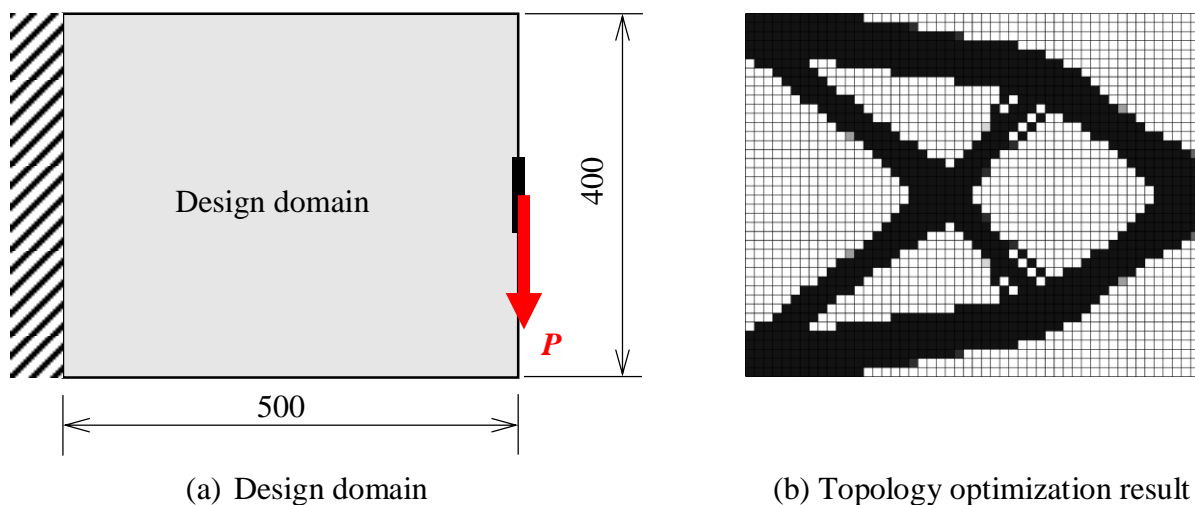 Design domain
400
P
500
(a) Design domain
(b) Topology optimization result